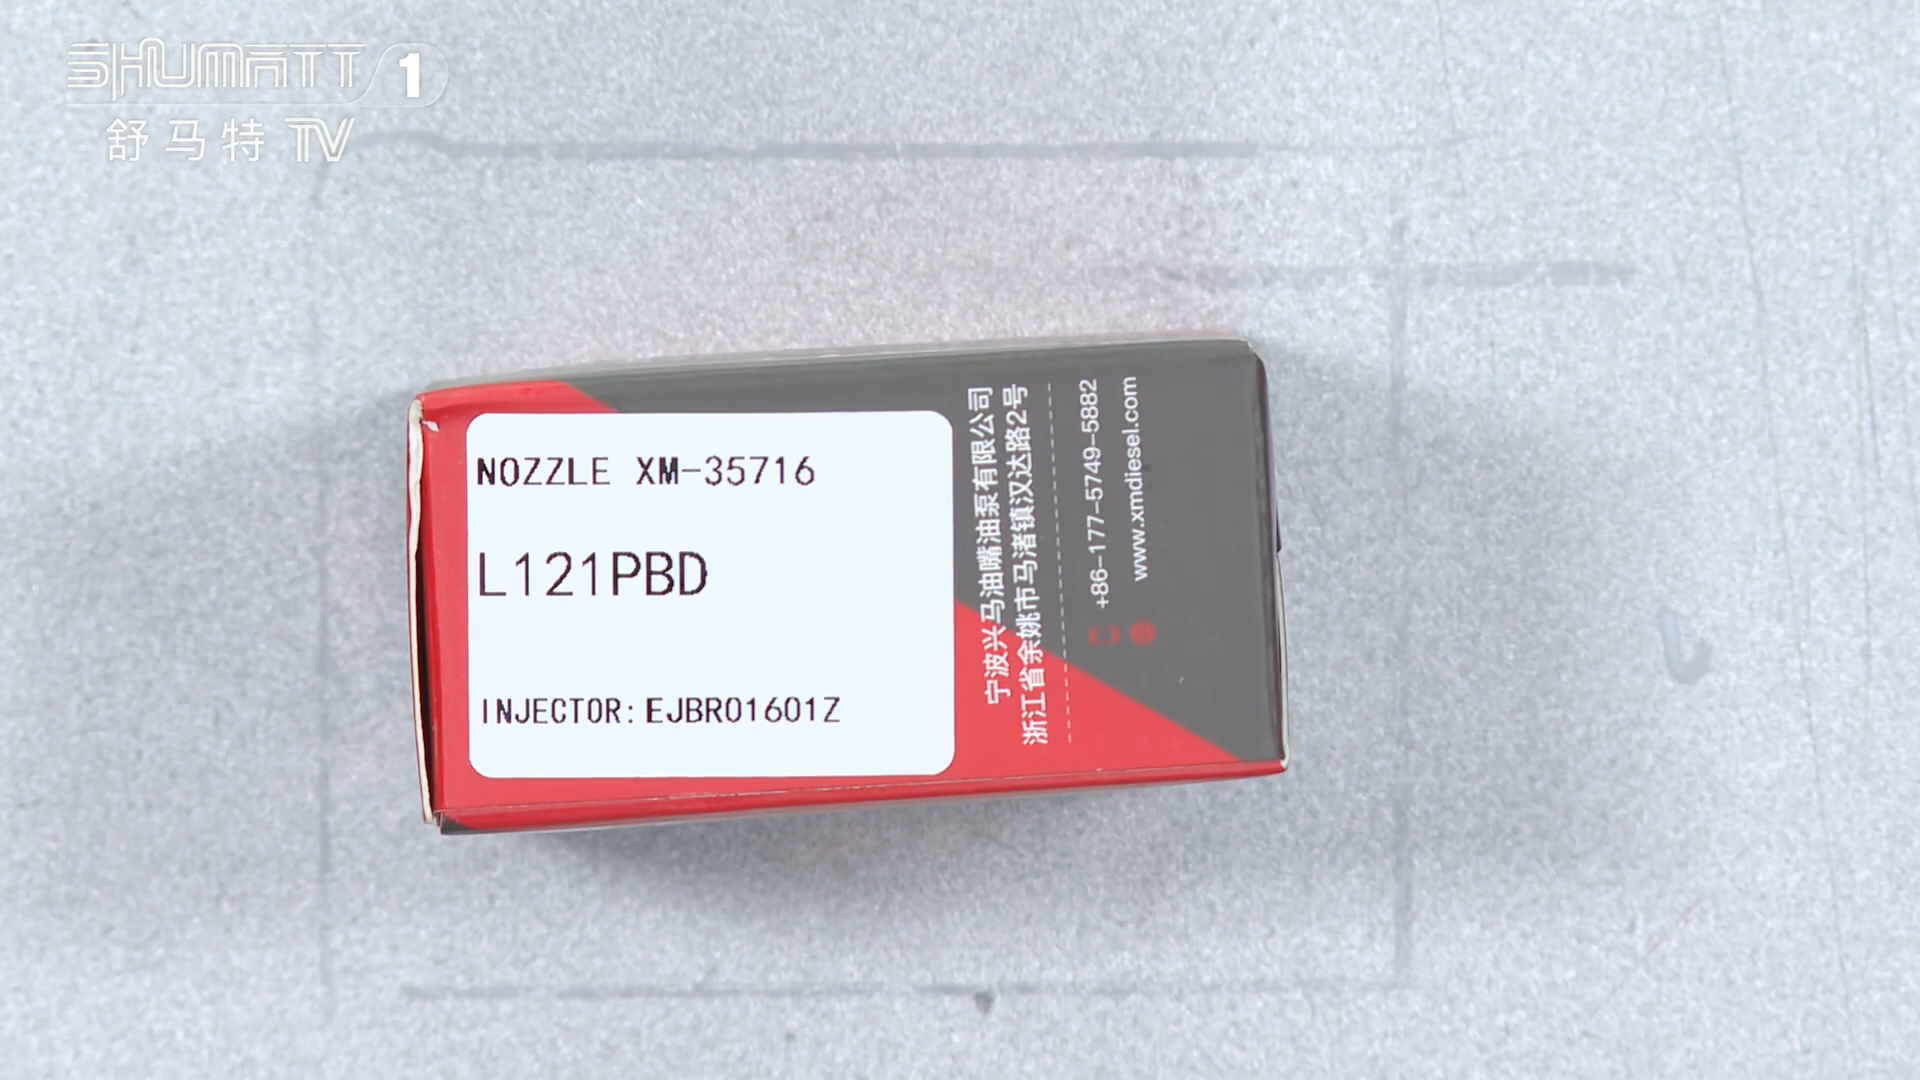 SHUMATT 1
舒马特 TV
NOZZLE XM-35716
L121PBD
INJECTOR: EJBR01601Z
宁波兴马油嘴油泵有限公司
浙江省余姚市马渚镇汉达路2号
+86-177-5749-5882
www.xmdiesel.com